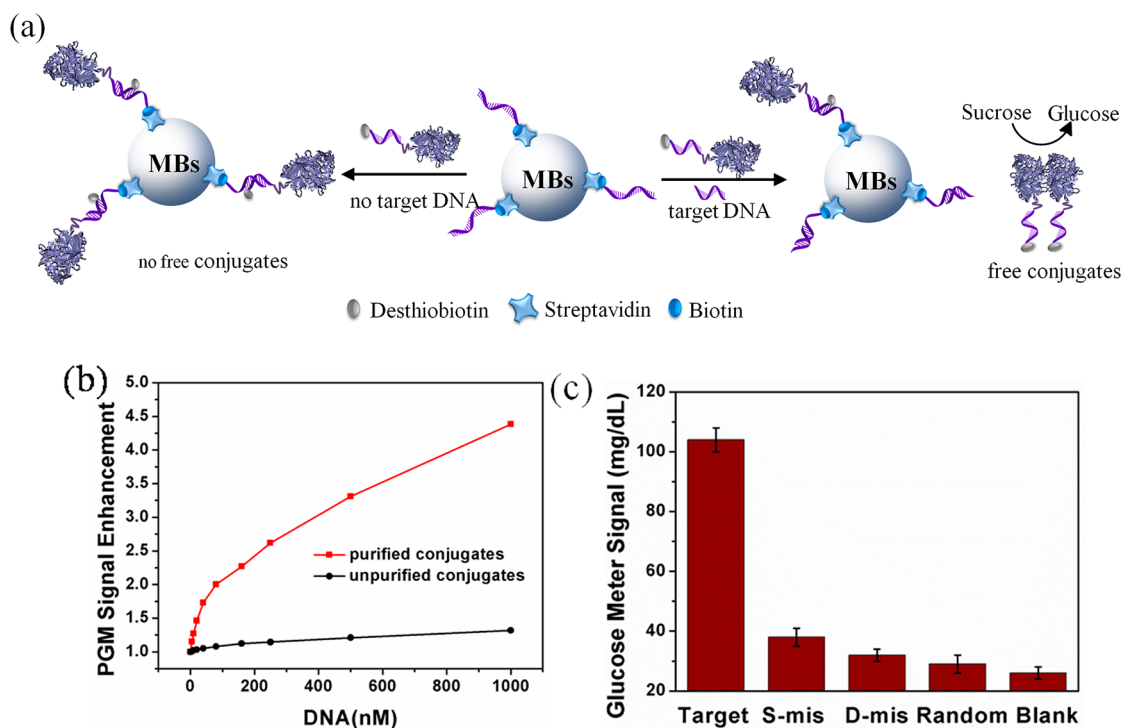 (a)
Sucrose Glucose
MBs
no target DNA
MBs
target DNA
MBs
no free conjugates
free conjugates
Desthiobiotin Streptavidin Biotin
(b)
PGM Signal Enhancement
5.0
4.5
4.0
3.5
3.0
2.5
2.0
1.5
1.0
purified conjugates
unpurified conjugates
0 200 400 600 800 1000
DNA(nM)
(c)
Glucose Meter Signal (mg/dL)
120
100
80
60
40
20
Target S-mis D-mis Random Blank